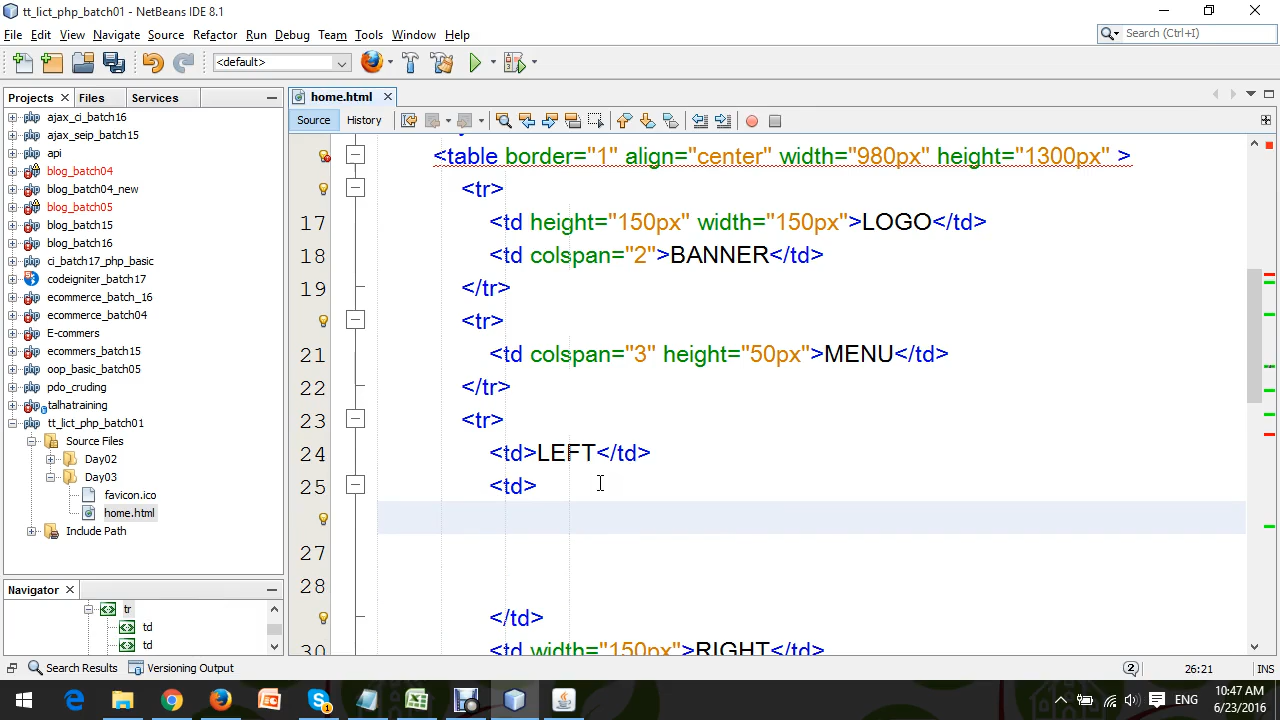 tt_lict_php_batch01 - NetBeans IDE 8.1
File Edit View Navigate Source Refactor Run Debug Team Tools Window Help
Search (Ctrl+I)
<default>
Projects Files Services
ajax_ci_batch16
ajax_seip_batch15
api
blog_batch04
blog_batch04_new
blog_batch05
blog_batch15
blog_batch16
ci_batch17_php_basic
codeigniter_batch17
ecommerce_batch_16
ecommerce_batch04
E-commers
ecommers_batch15
oop_basic_batch05
pdo_cruding
talhatraining
tt_lict_php_batch01
Source Files
Day02
Day03
favicon.ico
home.html
Include Path
Navigator
tr
td
td
home.html
Source History
<table border="1" align="center" width="980px" height="1300px" >
<tr>
17 <td height="150px" width="150px">LOGO</td>
18 <td colspan="2">BANNER</td>
19 </tr>
<tr>
21 <td colspan="3" height="50px">MENU</td>
22 </tr>
23 <tr>
24 <td>LEFT</td>
25 <td>
27
28
</td>
30 <td width="150px">RIGHT</td>
Search Results Versioning Output
2 26:21 INS
ENG
10:47 AM
6/23/2016